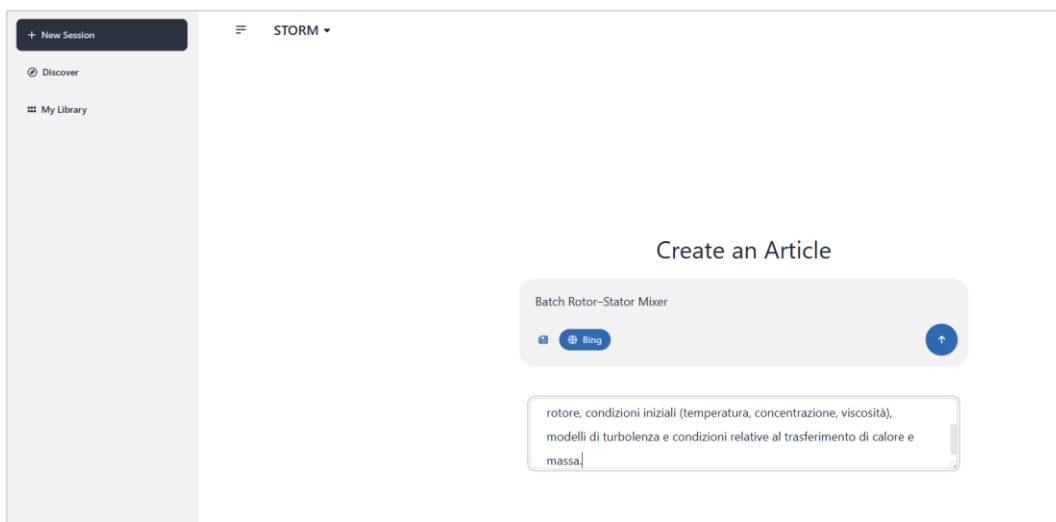 + New Session
STORM
Discover
My Library
Create an Article
Batch Rotor–Stator Mixer
Bing
rotore, condizioni iniziali (temperatura, concentrazione, viscosità),
modelli di turbolenza e condizioni relative al trasferimento di calore e
massa.